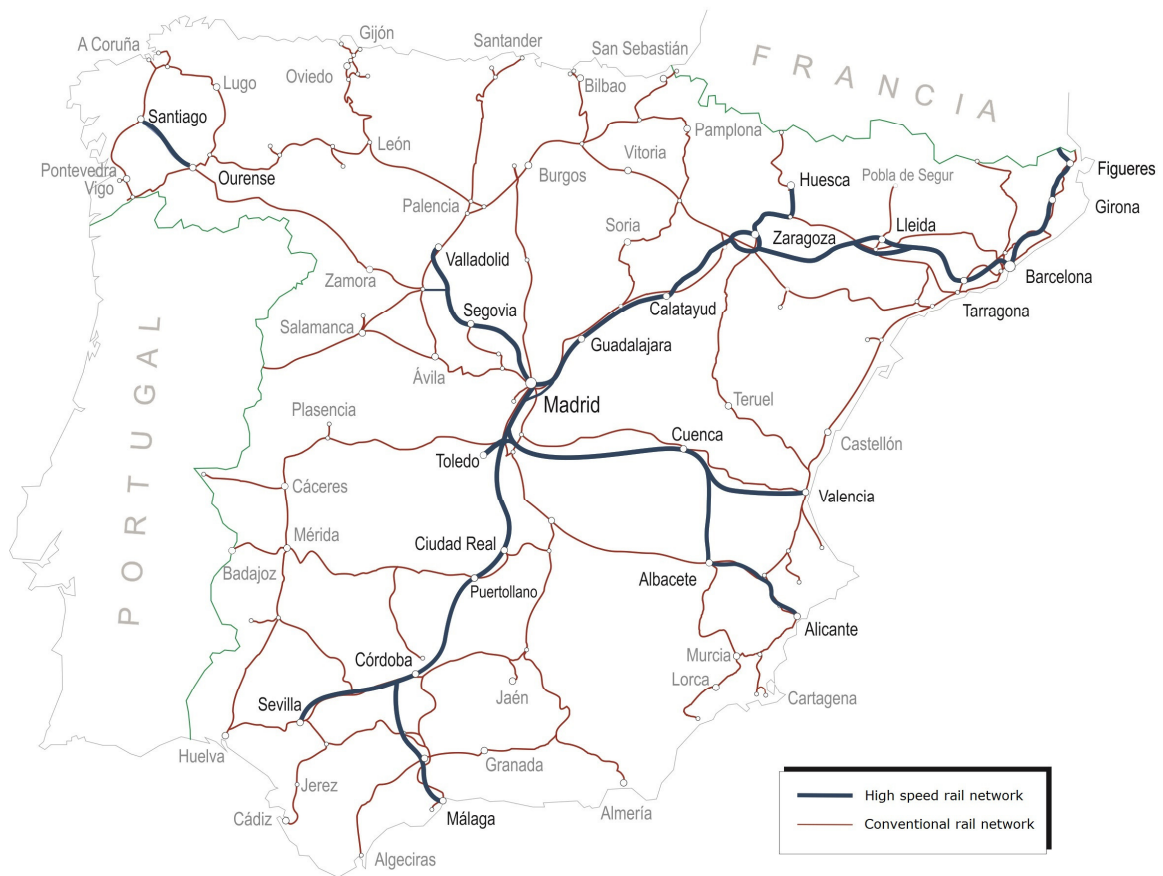 Gijón
A Coruña
Santander
San Sebastián
FRANCIA
Oviedo
Lugo
Bilbao
Santiago
Pamplona
León
Vitoria
Pontevedra
Vigo
Ourense
Burgos
Huesca
Pobla de Segur
Figueres
Palencia
Girona
Soria
Lleida
Zaragoza
Valladolid
Zamora
Barcelona
Segovia
Calatayud
Tarragona
Salamanca
Guadalajara
Ávila
PORTUGAL
Madrid
Teruel
Plasencia
Cuenca
Castellón
Toledo
Cáceres
Valencia
Mérida
Ciudad Real
Badajoz
Albacete
Puertollano
Alicante
Córdoba
Murcia
Lorca
Jaén
Cartagena
Sevilla
Huelva
Granada
Jerez
High speed rail network
Cádiz
Málaga
Almería
Conventional rail network
Algeciras